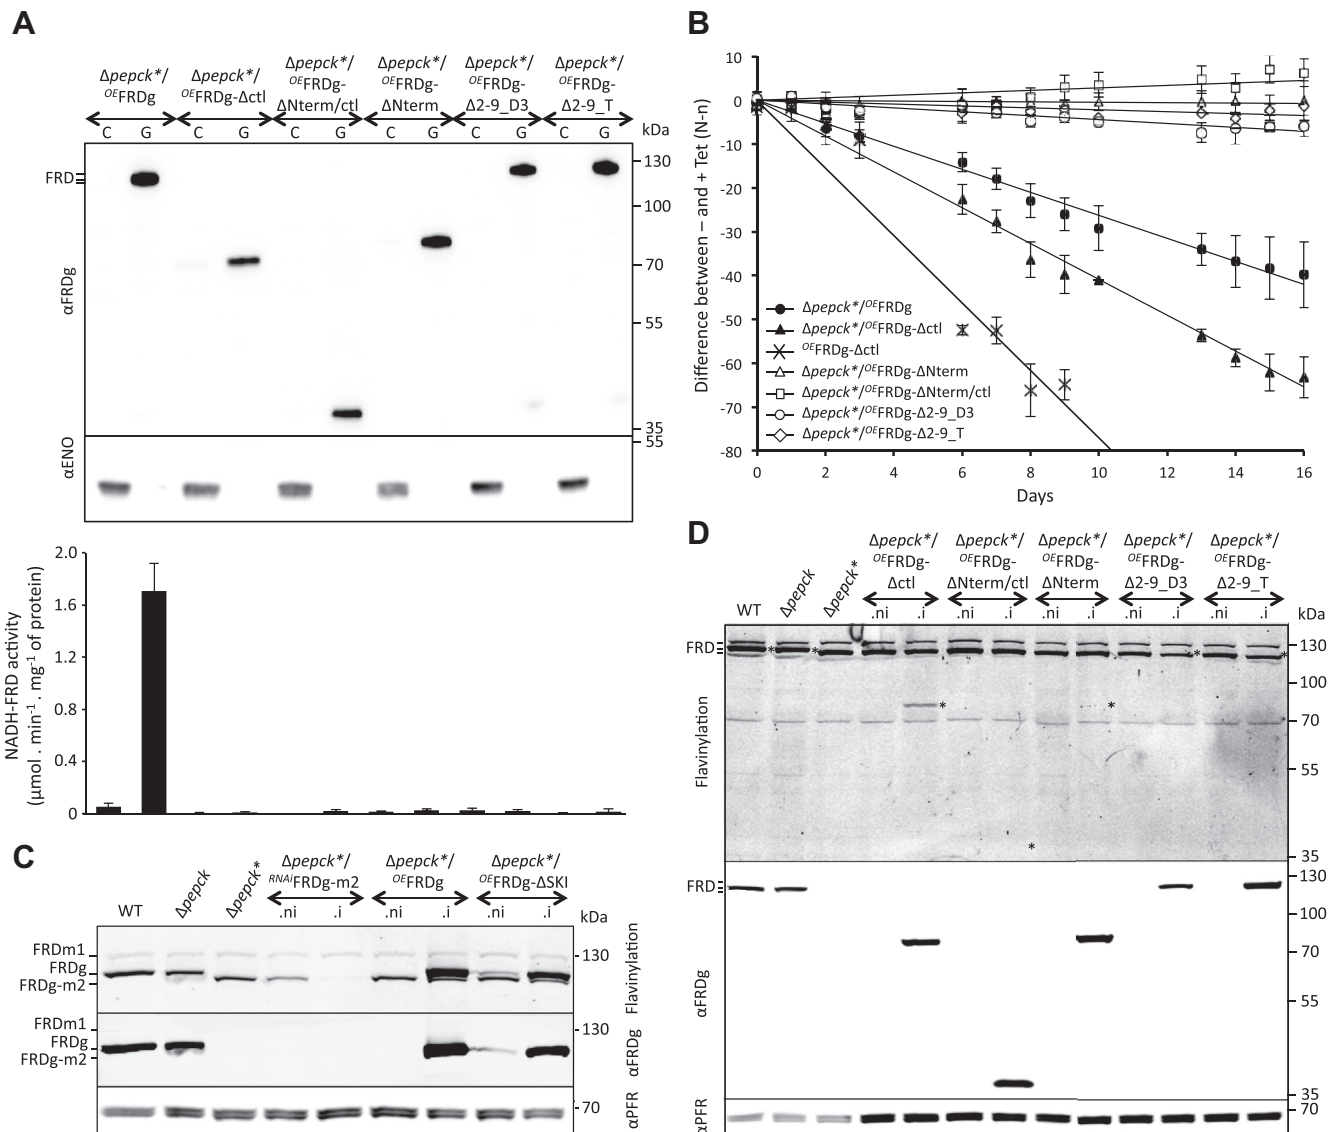 A
Δpepck*/ OEFRDg
Δpepck*/ OEFRDg-Δctl
Δpepck*/ OEFRDg- ΔNterm/ctl
Δpepck*/ OEFRDg- ΔNterm
Δpepck*/ OEFRDg- Δ2-9_D3
Δpepck*/ OEFRDg- Δ2-9_T
C G C G C G C G C G C G
kDa
FRD
130
100
70
55
35
55
αFRDg
αENO
NADH-FRD activity
(µmol . min-1 . mg-1 of protein)
2.0
1.6
1.2
0.8
0.4
0
B
Difference between – and + Tet (N-n)
10
0
-10
-20
-30
-40
-50
-60
-70
-80
Δpepck*/OEFRDg
Δpepck*/OEFRDg-Δctl
OEFRDg-Δctl
Δpepck*/OEFRDg-ΔNterm
Δpepck*/OEFRDg-ΔNterm/ctl
Δpepck*/OEFRDg-Δ2-9_D3
Δpepck*/OEFRDg-Δ2-9_T
0 2 4 6 8 10 12 14 16
Days
C
WT
Δpepck
Δpepck*
Δpepck*/ RNAiFRDg-m2
Δpepck*/ OEFRDg
Δpepck*/ OEFRDg-ΔSKI
.ni .i .ni .i .ni .i
kDa
FRDm1
FRDg
FRDg-m2
130
Flavinylation
FRDm1
FRDg
FRDg-m2
130
αFRDg
70
αPFR
D
WT
Δpepck
Δpepck*
Δpepck*/ OEFRDg- Δctl
Δpepck*/ OEFRDg- ΔNterm/ctl
Δpepck*/ OEFRDg- ΔNterm
Δpepck*/ OEFRDg- Δ2-9_D3
Δpepck*/ OEFRDg- Δ2-9_T
.ni .i .ni .i .ni .i .ni .i .ni .i
kDa
FRD
* * * * * * *
130
100
70
55
35
Flavinylation
FRD
130
100
70
55
35
αFRDg
70
αPFR